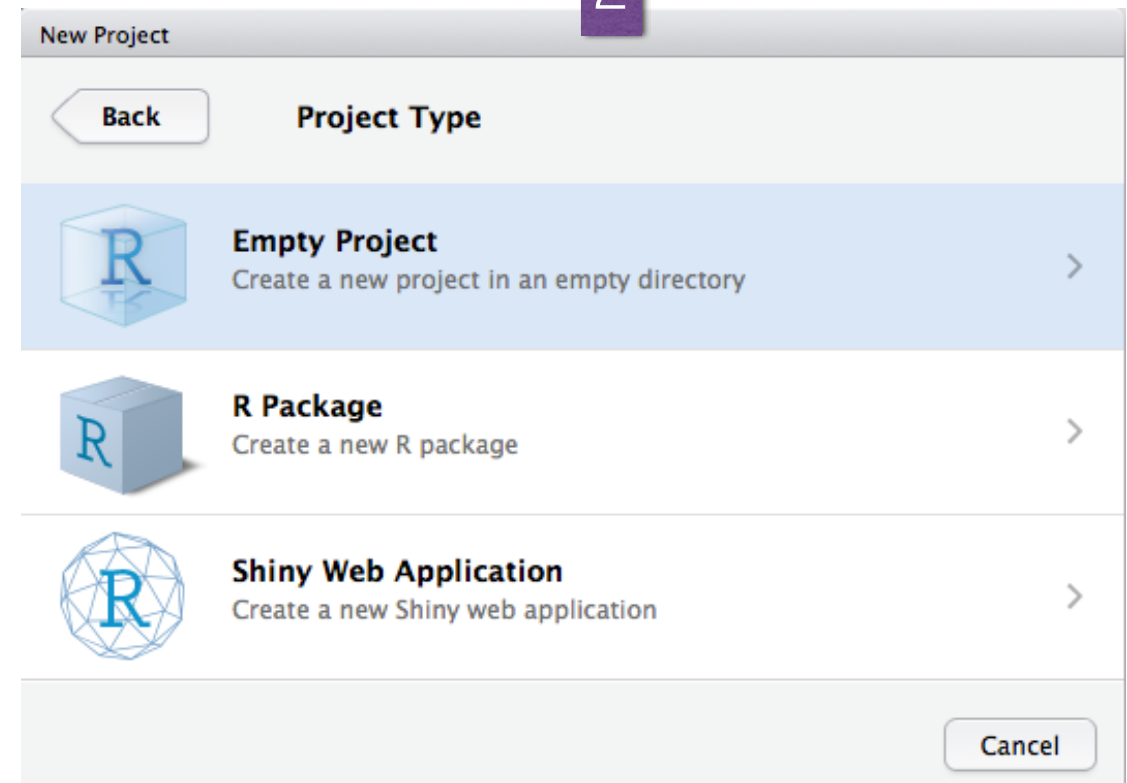 New Project
Back
Project Type
R
Empty Project
Create a new project in an empty directory
R
R Package
Create a new R package
R
Shiny Web Application
Create a new Shiny web application
Cancel